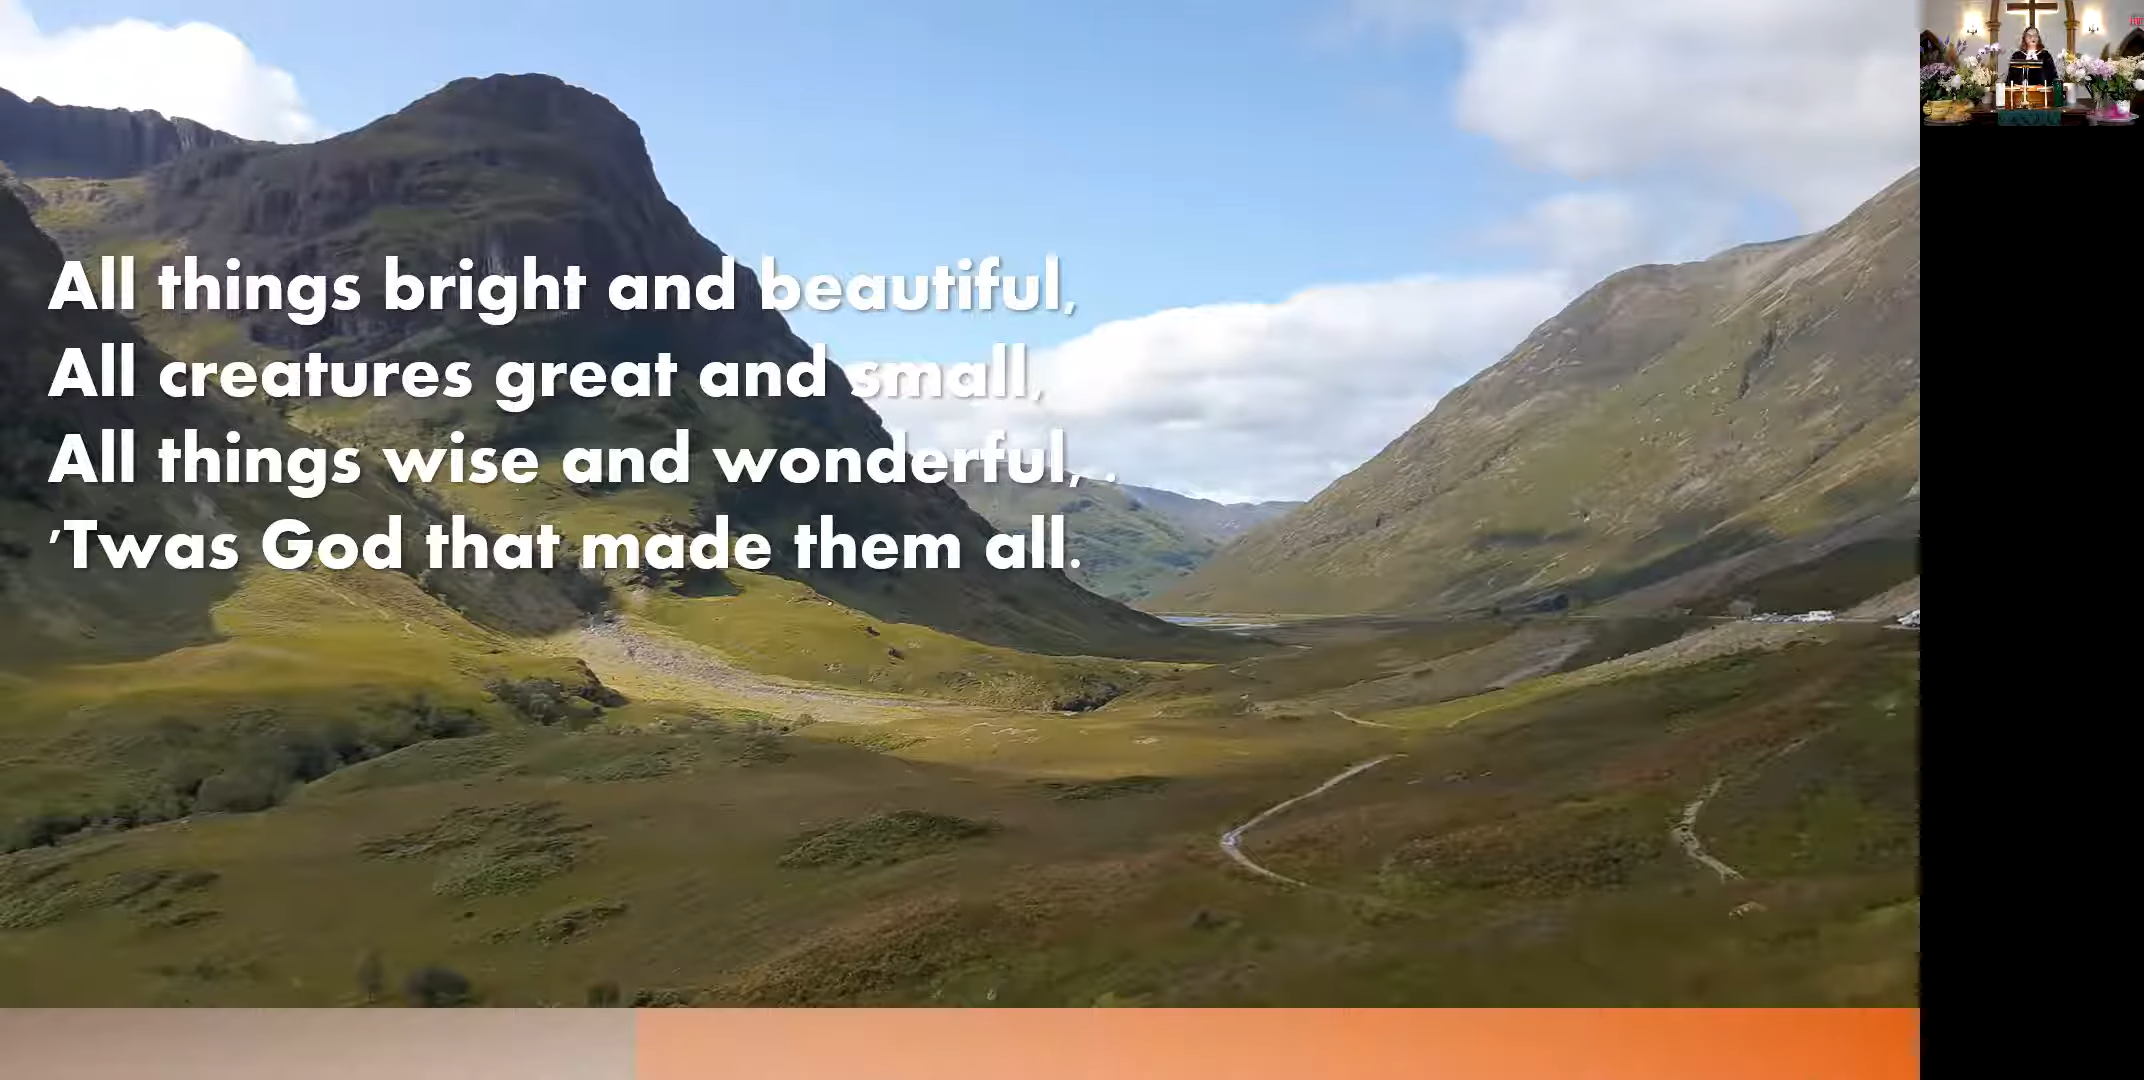 All things bright and beautiful,
All creatures great and small,
All things wise and wonderful, .
’Twas God that made them all.